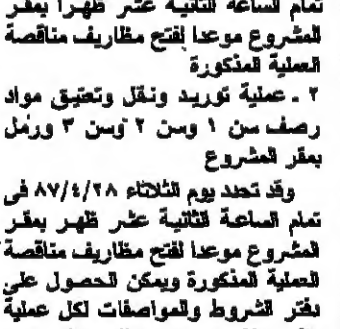 تمام الساعة الثانية عشر ظهرا بمقر
المشروع موعدا لفتح مظاريف مناقصة
العملية المذكورة
٢ ـ عملية توريد ونقل وتعتيق مواد
رصف سن ١ وسن ٢ وسن ٣ ورمل
بمقر المشروع
وقد تحدد يوم الثلاثاء ٨٧/٤/٢٨ فى
تمام الساعة الثانية عشر ظهر بمقر
المشروع موعدا لفتح مظاريف مناقصة
العملية المذكورة ويمكن الحصول على
دفتر الشروط والمواصفات لكل عملية